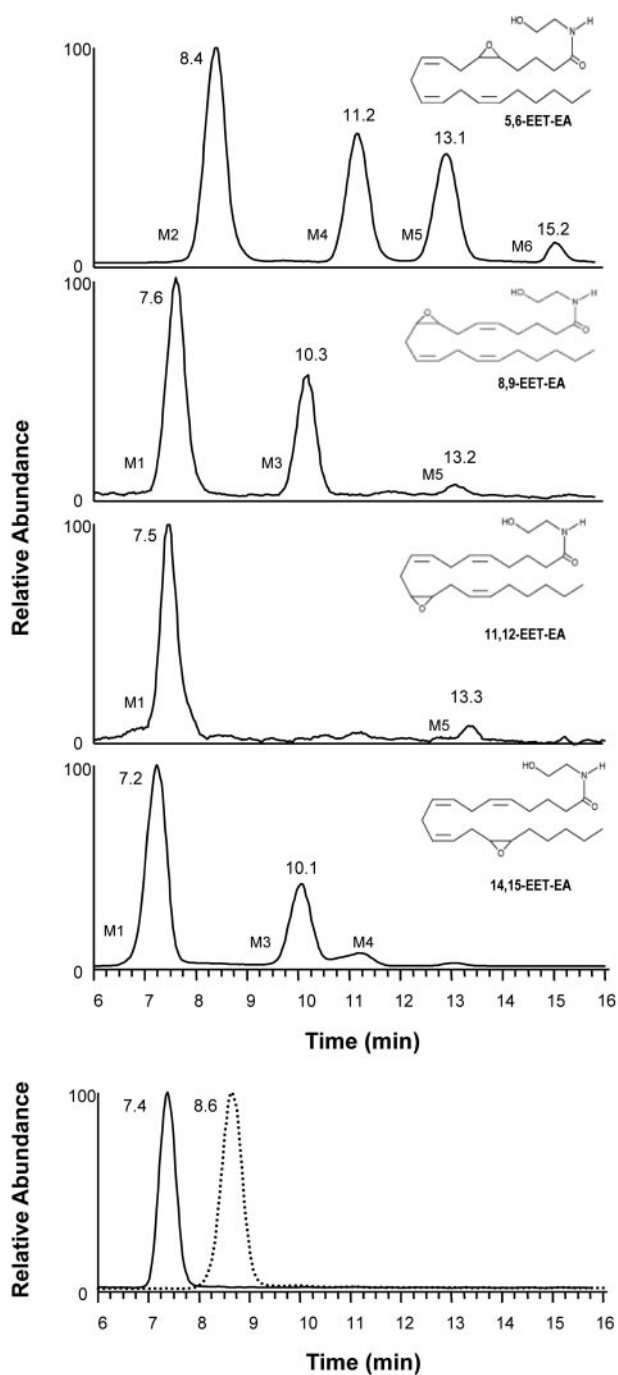 100
8.4
11.2
13.1
15.2
M2
M4
M5
M6
0
HO
N
H
O
O
5,6-EET-EA
100
7.6
10.3
13.2
M1
M3
M5
0
HO
N
H
O
O
8,9-EET-EA
100
7.5
13.3
M1
M5
0
HO
N
H
O
O
11,12-EET-EA
100
7.2
10.1
M1
M3
M4
0
HO
N
H
O
O
14,15-EET-EA
Relative Abundance
6 7 8 9 10 11 12 13 14 15 16
Time (min)
Relative Abundance
100
7.4
8.6
0
6 7 8 9 10 11 12 13 14 15 16
Time (min)